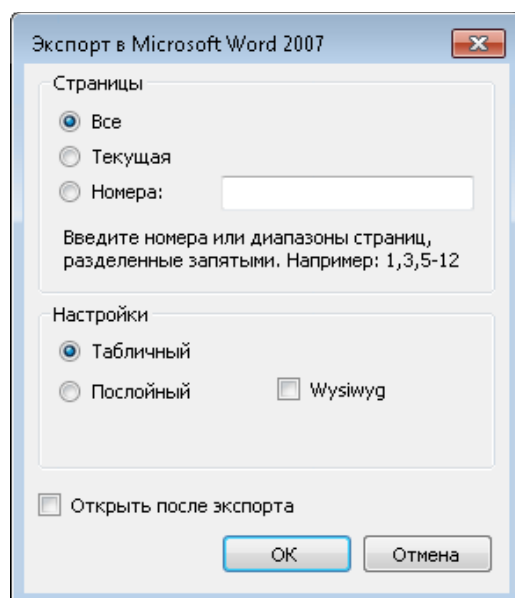 Экспорт в Microsoft Word 2007
Страницы
Все
Текущая
Номера:
Введите номера или диапазоны страниц,
разделенные запятыми. Например: 1,3,5-12
Настройки
Табличный
Послойный Wysiwyg
Открыть после экспорта
ОК Отмена